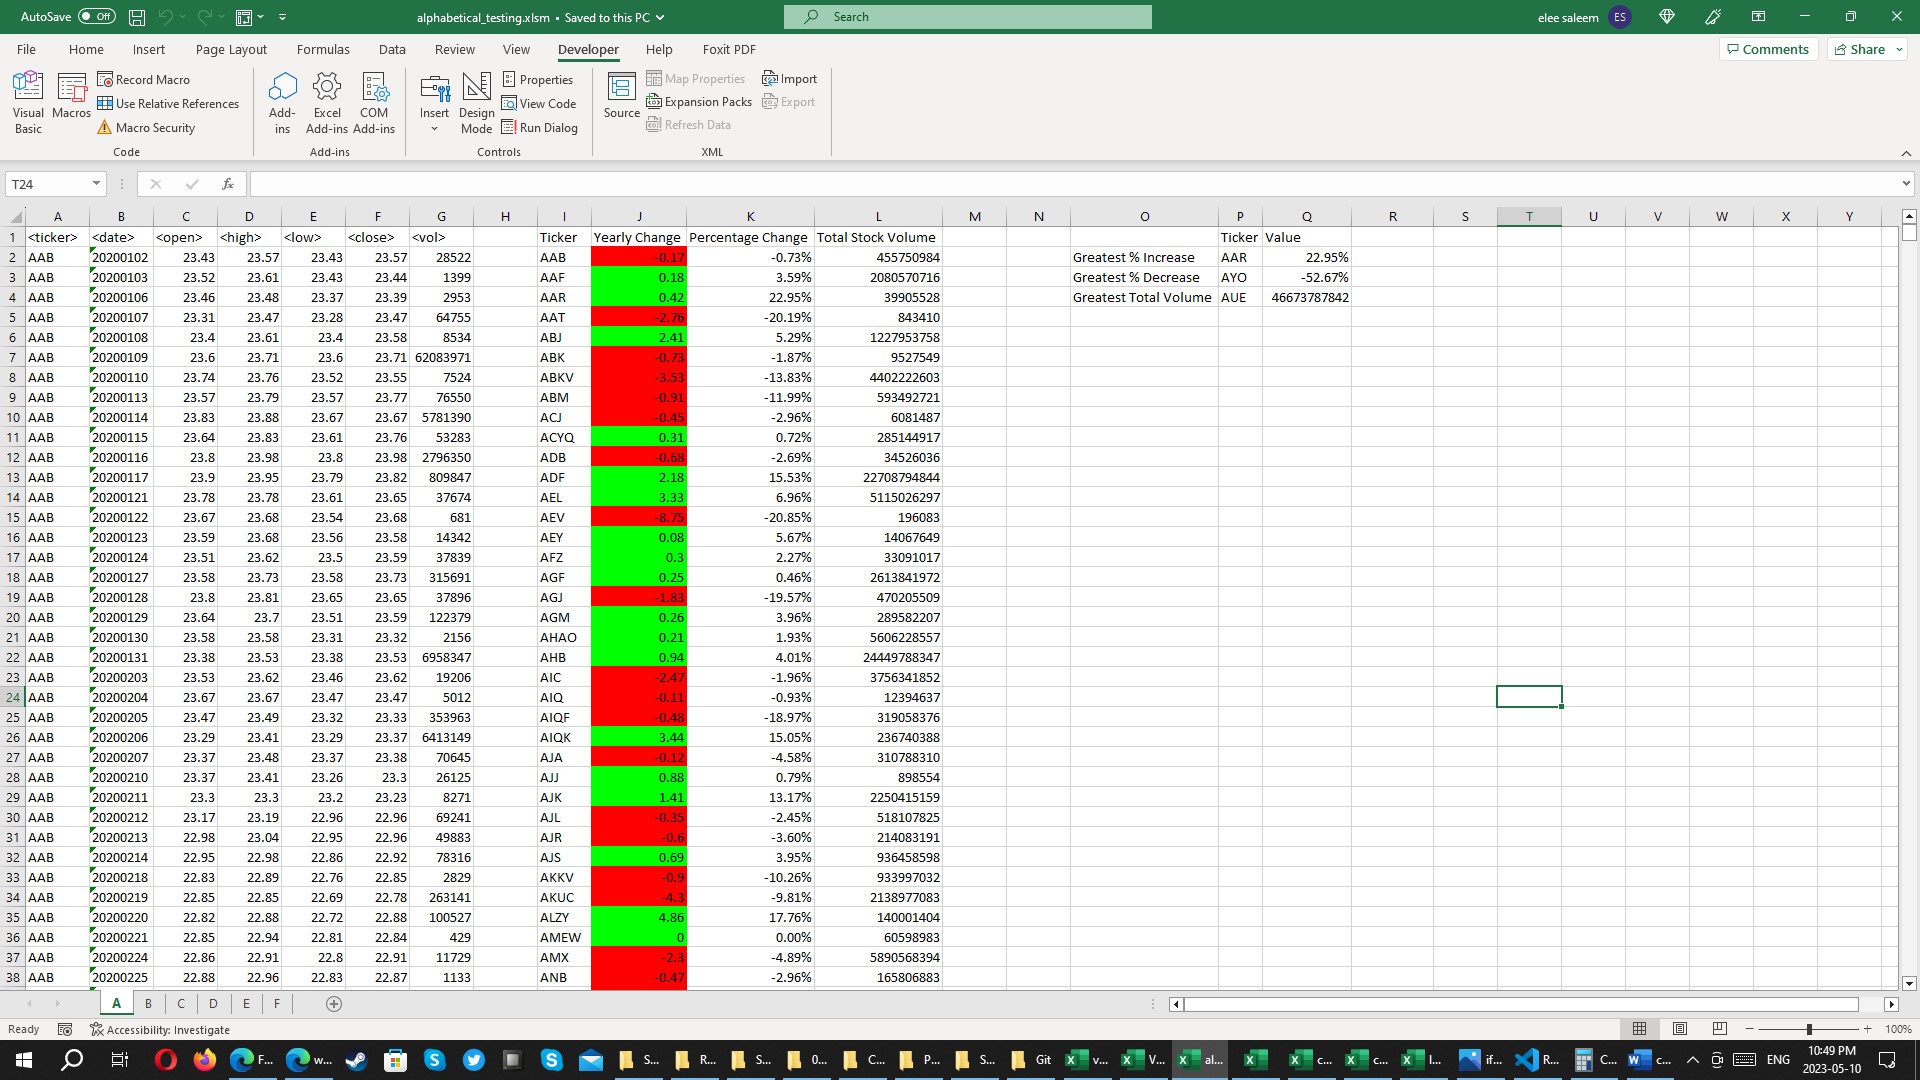 AutoSave Off alphabetical_testing.xlsm • Saved to this PC Search elee saleem ES
File Home Insert Page Layout Formulas Data Review View Developer Help Foxit PDF Comments Share
Visual Basic Macros Record Macro Use Relative References Macro Security Code
Add-ins Excel Add-ins COM Add-ins Add-ins
Insert Design Mode Properties View Code Run Dialog Controls
Source Map Properties Expansion Packs Refresh Data Import Export XML
T24 fx
A B C D E F G H I J K L M N O P Q R S T U V W X Y
1 <ticker> <date> <open> <high> <low> <close> <vol> Ticker Yearly Change Percentage Change Total Stock Volume Ticker Value
2 AAB 20200102 23.43 23.57 23.43 23.57 28522 AAB -0.17 -0.73% 455750984 Greatest % Increase AAR 22.95%
3 AAB 20200103 23.52 23.61 23.43 23.44 1399 AAF 0.18 3.59% 2080570716 Greatest % Decrease AYO -52.67%
4 AAB 20200106 23.46 23.48 23.37 23.39 2953 AAR 0.42 22.95% 39905528 Greatest Total Volume AUE 46673787842
5 AAB 20200107 23.31 23.47 23.28 23.47 64755 AAT -2.76 -20.19% 843410
6 AAB 20200108 23.4 23.61 23.4 23.58 8534 ABJ 2.41 5.29% 1227953758
7 AAB 20200109 23.6 23.71 23.6 23.71 62083971 ABK -0.73 -1.87% 9527549
8 AAB 20200110 23.74 23.76 23.52 23.55 7524 ABKV -3.53 -13.83% 4402222603
9 AAB 20200113 23.57 23.79 23.57 23.77 76550 ABM -0.91 -11.99% 593492721
10 AAB 20200114 23.83 23.88 23.67 23.67 5781390 ACJ -0.45 -2.96% 6081487
11 AAB 20200115 23.64 23.83 23.61 23.76 53283 ACYQ 0.31 0.72% 285144917
12 AAB 20200116 23.8 23.98 23.8 23.98 2796350 ADB -0.68 -2.69% 34526036
13 AAB 20200117 23.9 23.95 23.79 23.82 809847 ADF 2.18 15.53% 22708794844
14 AAB 20200121 23.78 23.78 23.61 23.65 37674 AEL 3.33 6.96% 5115026297
15 AAB 20200122 23.67 23.68 23.54 23.68 681 AEV -8.75 -20.85% 196083
16 AAB 20200123 23.59 23.68 23.56 23.58 14342 AEY 0.08 5.67% 14067649
17 AAB 20200124 23.51 23.62 23.5 23.59 37839 AFZ 0.3 2.27% 33091017
18 AAB 20200127 23.58 23.73 23.58 23.73 315691 AGF 0.25 0.46% 2613841972
19 AAB 20200128 23.8 23.81 23.65 23.65 37896 AGJ -1.83 -19.57% 470205509
20 AAB 20200129 23.64 23.7 23.51 23.59 122379 AGM 0.26 3.96% 289582207
21 AAB 20200130 23.58 23.58 23.31 23.32 2156 AHAO 0.21 1.93% 5606228557
22 AAB 20200131 23.38 23.53 23.38 23.53 6958347 AHB 0.94 4.01% 24449788347
23 AAB 20200203 23.53 23.62 23.46 23.62 19206 AIC -2.47 -1.96% 3756341852
24 AAB 20200204 23.67 23.67 23.47 23.47 5012 AIQ -0.11 -0.93% 12394637
25 AAB 20200205 23.47 23.49 23.32 23.33 353963 AIQF -0.48 -18.97% 319058376
26 AAB 20200206 23.29 23.41 23.29 23.37 6413149 AIQK 3.44 15.05% 236740388
27 AAB 20200207 23.37 23.48 23.37 23.38 70645 AJA -0.12 -4.58% 310788310
28 AAB 20200210 23.37 23.41 23.26 23.3 26125 AJJ 0.88 0.79% 898554
29 AAB 20200211 23.3 23.3 23.2 23.23 8271 AJK 1.41 13.17% 2250415159
30 AAB 20200212 23.17 23.19 22.96 22.96 69241 AJL -0.35 -2.45% 518107825
31 AAB 20200213 22.98 23.04 22.95 22.96 49883 AJR -0.6 -3.60% 214083191
32 AAB 20200214 22.95 22.98 22.86 22.92 78316 AJS 0.69 3.95% 936458598
33 AAB 20200218 22.83 22.89 22.76 22.85 2829 AKKV -0.9 -10.26% 933997032
34 AAB 20200219 22.85 22.85 22.69 22.78 263141 AKUC -4.3 -9.81% 2138977083
35 AAB 20200220 22.82 22.88 22.72 22.88 100527 ALZY 4.86 17.76% 140001404
36 AAB 20200221 22.85 22.94 22.81 22.84 429 AMEW 0 0.00% 60598983
37 AAB 20200224 22.86 22.91 22.8 22.91 11729 AMX -2.3 -4.89% 5890568394
38 AAB 20200225 22.88 22.96 22.83 22.87 1133 ANB -0.47 -2.96% 165806883
A B C D E F
Ready Accessibility: Investigate 100%
F... w... S... R... S... 0... C... P... S... Git v... V... al... c... c... I... if... R... C... c... ENG 10:49 PM
2023-05-10